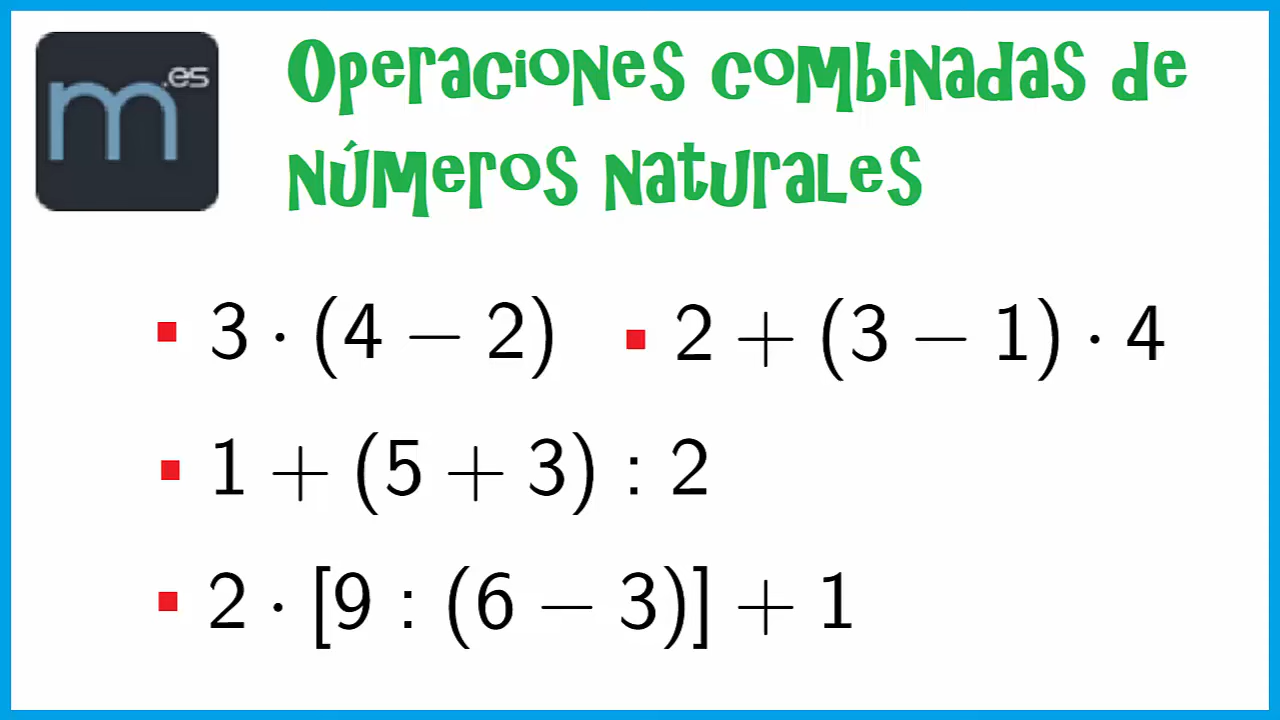 m.es
Operaciones combinadas de
números naturales
▪ 3 · (4 − 2) ▪ 2 + (3 − 1) · 4
▪ 1 + (5 + 3) : 2
▪ 2 · [9 : (6 − 3)] + 1